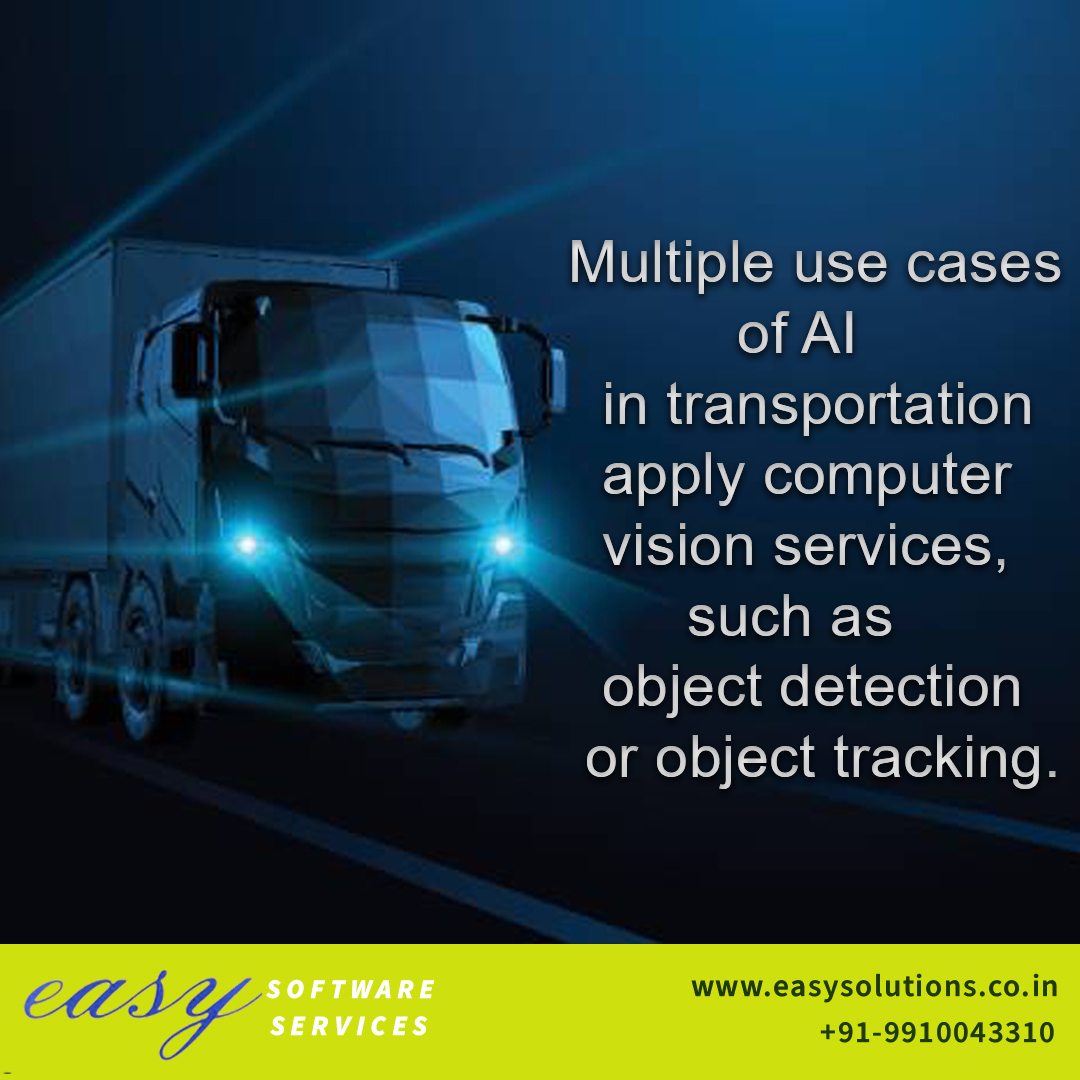 Multiple use cases
of AI
in transportation
apply computer
vision services,
such as
object detection
or object tracking.
easy SOFTWARE
SERVICES
www.easysolutions.co.in
+91-9910043310